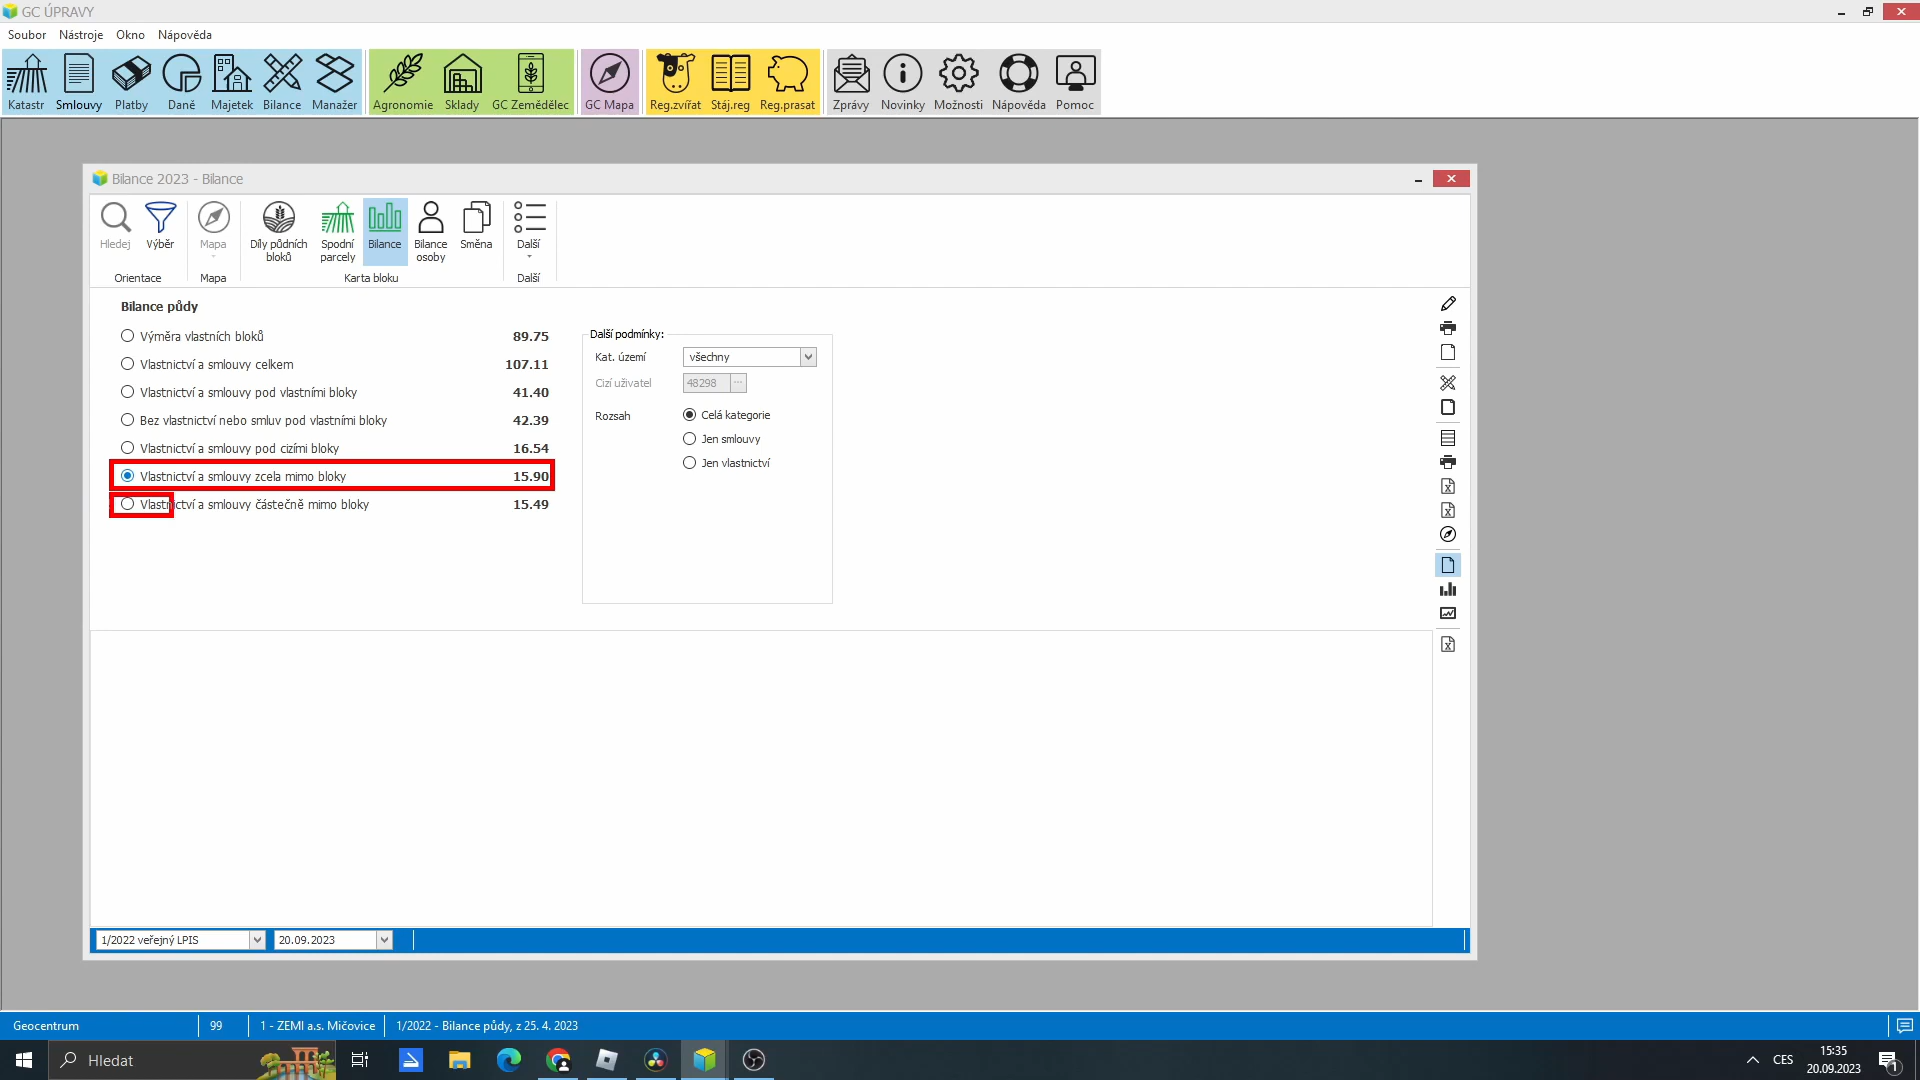 GC ÚPRAVY
Soubor Nástroje Okno Nápověda
Katastr Smlouvy Platby Daně Majetek Bilance Manažer Agronomie Sklady GC Zemědělec GC Mapa Reg.zvířat Stáj.reg Reg.prasat Zprávy Novinky Možnosti Nápověda Pomoc
Bilance 2023 - Bilance
Hledej Výběr Mapa Díly půdních bloků Spodní parcely Bilance Bilance osoby Směna Další
Orientace Mapa Karta bloku Další
Bilance půdy
Výměra vlastních bloků 89.75
Vlastnictví a smlouvy celkem 107.11
Vlastnictví a smlouvy pod vlastními bloky 41.40
Bez vlastnictví nebo smluv pod vlastními bloky 42.39
Vlastnictví a smlouvy pod cizími bloky 16.54
Vlastnictví a smlouvy zcela mimo bloky 15.90
Vlastnictví a smlouvy částečně mimo bloky 15.49
Další podmínky:
Kat. území všechny
Cizí uživatel 48298 ...
Rozsah Celá kategorie
Jen smlouvy
Jen vlastnictví
1/2022 veřejný LPIS 20.09.2023
Geocentrum 99 1 - ZEMI a.s. Mičovice 1/2022 - Bilance půdy, z 25. 4. 2023
Hledat CES 15:35
20.09.2023 1